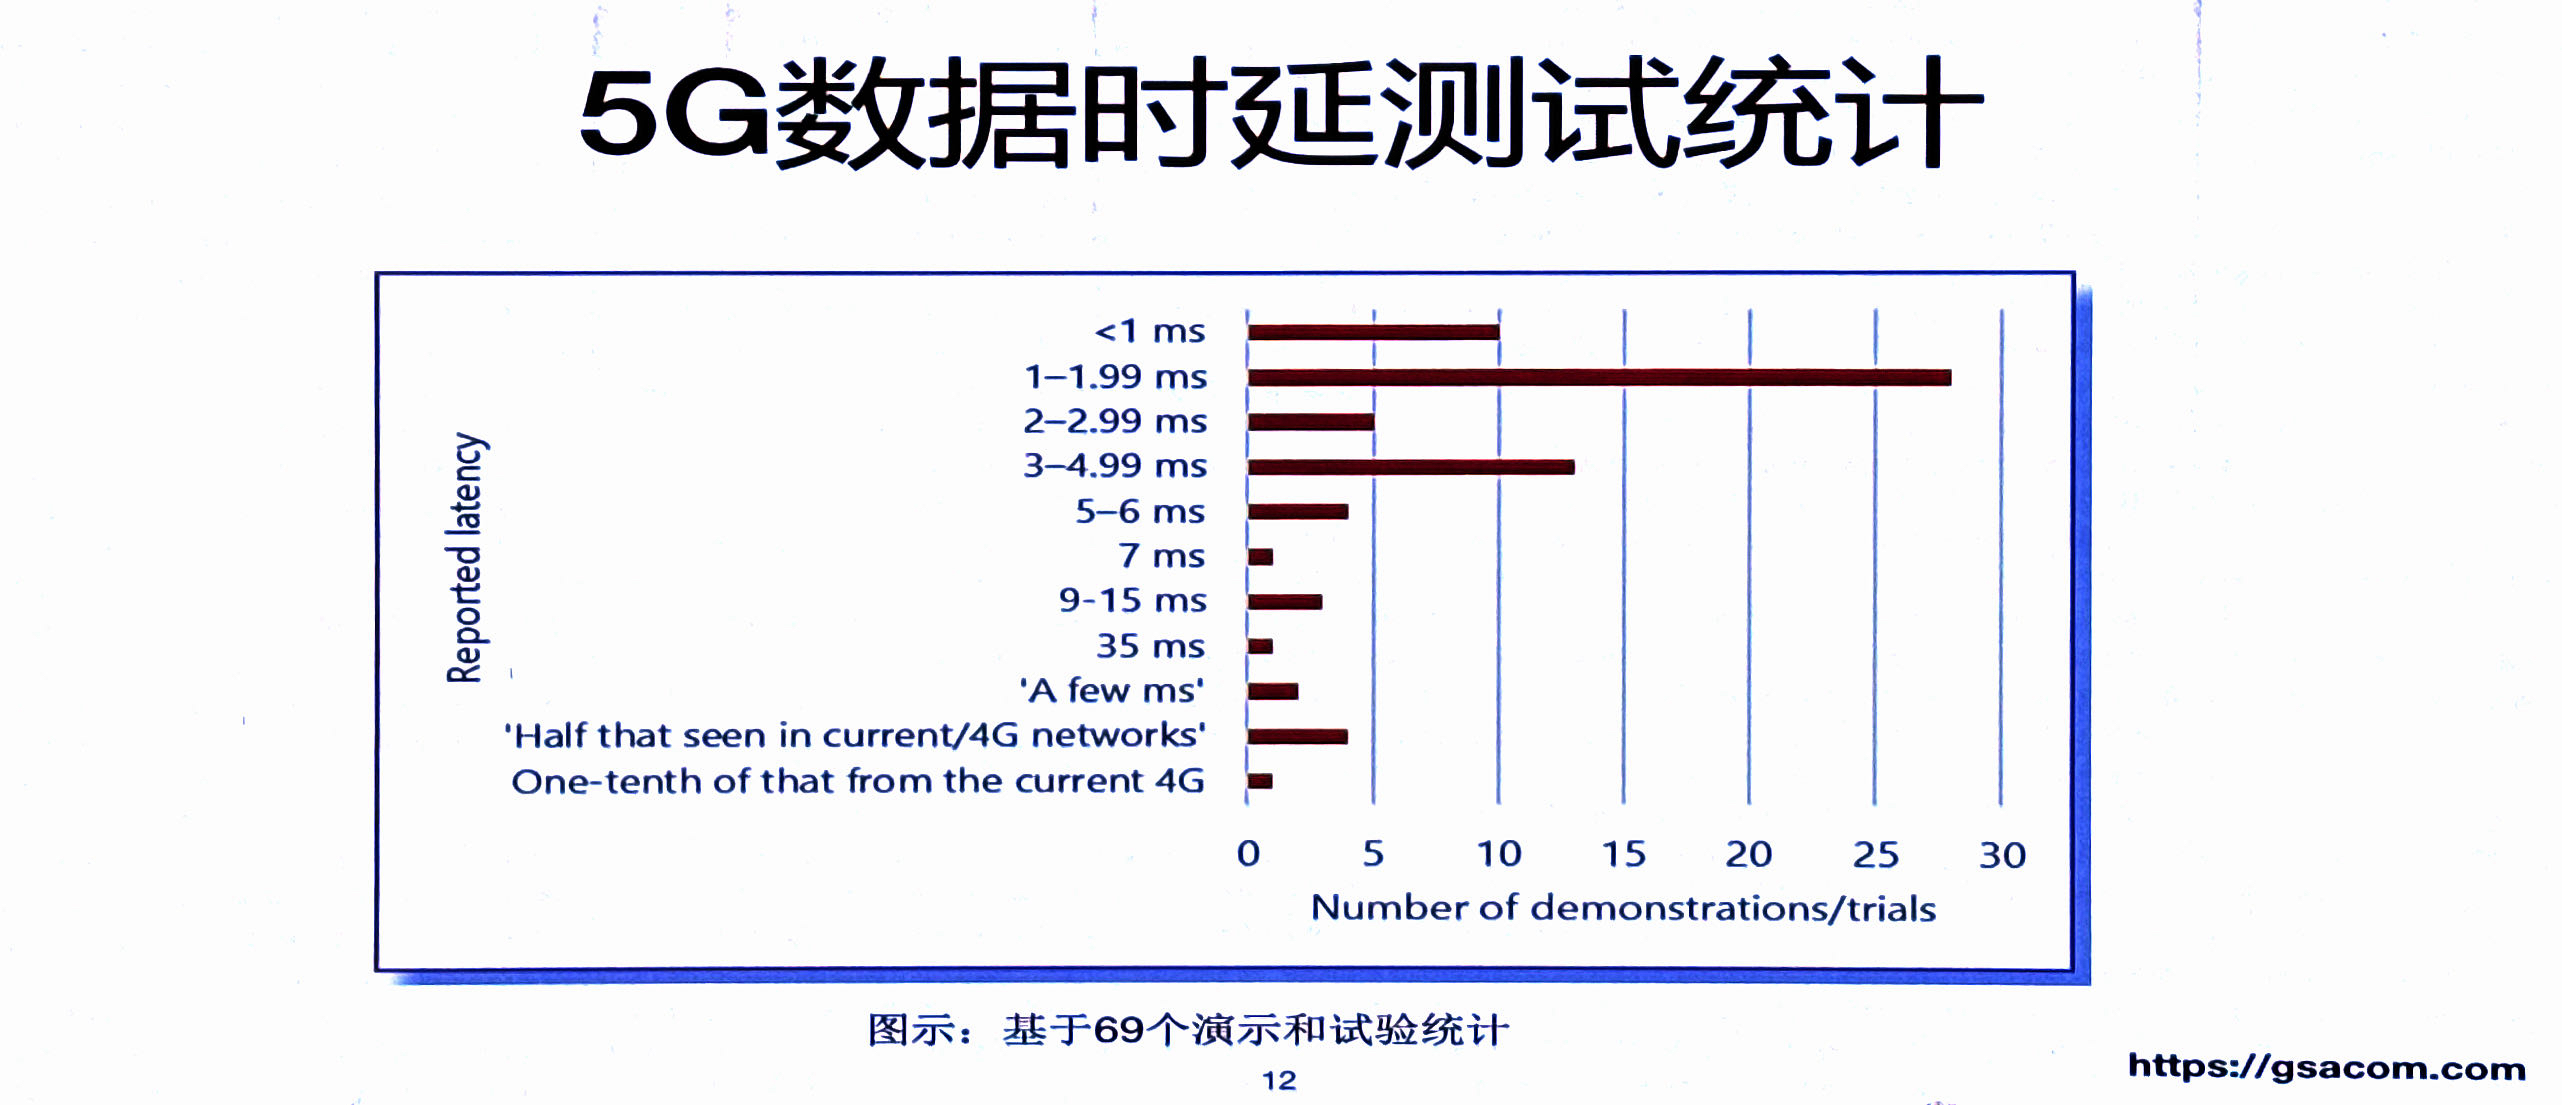 5G数据时延测试统计
Reported latency
<1 ms
1–1.99 ms
2–2.99 ms
3–4.99 ms
5–6 ms
7 ms
9-15 ms
35 ms
'A few ms'
'Half that seen in current/4G networks'
One-tenth of that from the current 4G
0 5 10 15 20 25 30
Number of demonstrations/trials
图示：基于69个演示和试验统计
12
https://gsacom.com